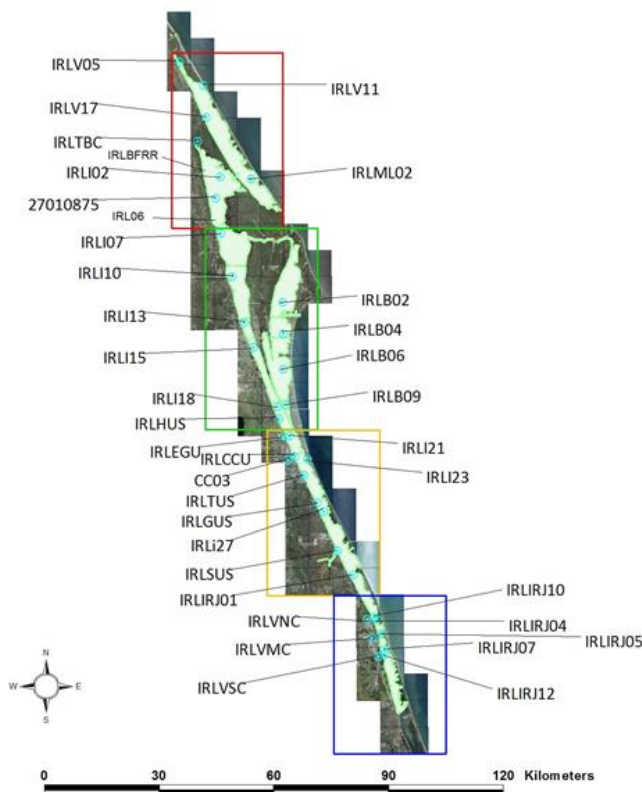 IRLV05
IRLV11
IRLV17
IRLTBC
IRLBFRR
IRLI02
IRLML02
27010875
IRL06
IRLI07
IRLI10
IRLB02
IRLI13
IRLB04
IRLI15
IRLB06
IRLI18
IRLB09
IRLHUS
IRLEGU
IRLI21
IRLCCU
CC03
IRLI23
IRLTUS
IRLGUS
IRLi27
IRLSUS
IRLIRJ01
IRLIRJ10
IRLVNC
IRLIRJ04
IRLVMC
IRLIRJ05
IRLIRJ07
IRLVSC
IRLIRJ12
N
W E
S
0 30 60 90 120 Kilometers